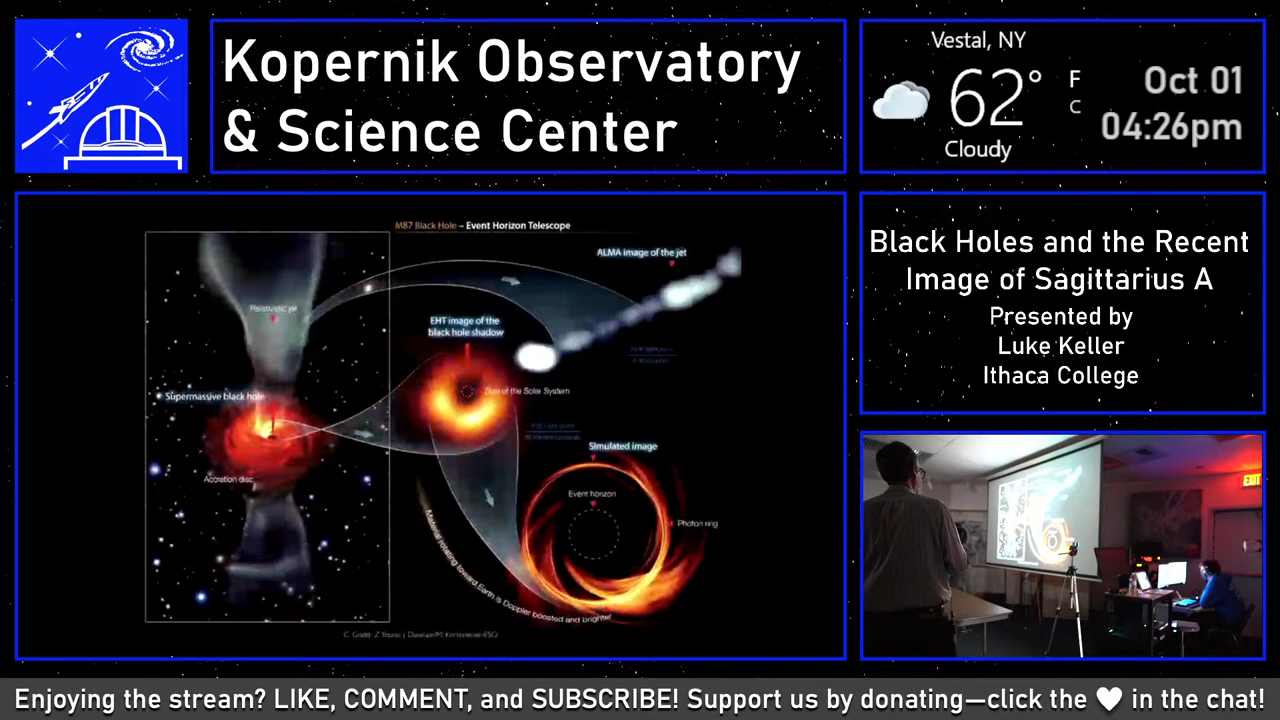 Kopernik Observatory
& Science Center
Vestal, NY
62° F
C
Cloudy
Oct 01
04:26pm
M87 Black Hole – Event Horizon Telescope
ALMA image of the jet
Relativistic jet
EHT image of the
black hole shadow
Size of the Solar System
Supermassive black hole
Simulated image
Accretion disc
Event horizon
Photon ring
Material rotating toward Earth is Doppler boosted and brighter
Black Holes and the Recent
Image of Sagittarius A
Presented by
Luke Keller
Ithaca College
EXIT
Enjoying the stream? LIKE, COMMENT, and SUBSCRIBE! Support us by donating—click the ♥ in the chat!